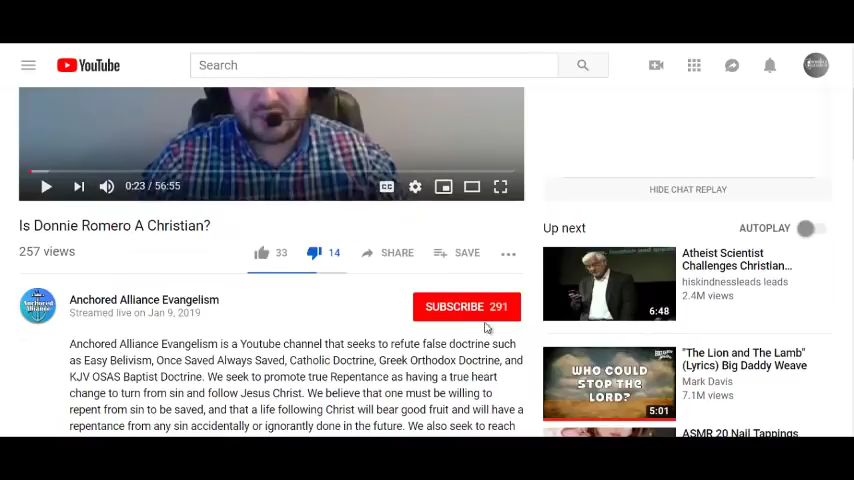 YouTube
Search
CC
0:23 / 56:55
HIDE CHAT REPLAY
Is Donnie Romero A Christian?
257 views
33
14
SHARE
SAVE
Anchored Alliance Evangelism
Streamed live on Jan 9, 2019
SUBSCRIBE 291
Anchored Alliance Evangelism is a Youtube channel that seeks to refute false doctrine such
as Easy Belivism, Once Saved Always Saved, Catholic Doctrine, Greek Orthodox Doctrine, and
KJV OSAS Baptist Doctrine. We seek to promote true Repentance as having a true heart
change to turn from sin and follow Jesus Christ. We believe that one must be willing to
repent from sin to be saved, and that a life following Christ will bear good fruit and will have a
repentance from any sin accidentally or ignorantly done in the future. We also seek to reach
Up next
AUTOPLAY
6:48
Atheist Scientist
Challenges Christian...
hiskindnessleads leads
2.4M views
WHO COULD
STOP THE
LORD?
5:01
"The Lion and The Lamb"
(Lyrics) Big Daddy Weave
Mark Davis
7.1M views
ASMR 20 Nail Tappings